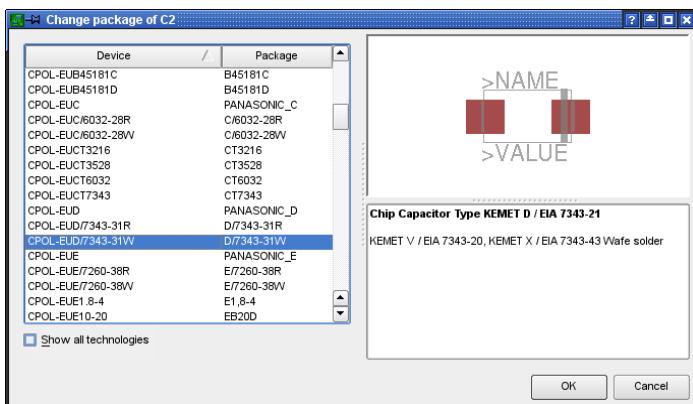 Change package of C2
Device Package
CPOL-EUB45181C B45181C
CPOL-EUB45181D B45181D
CPOL-EUC PANASONIC_C
CPOL-EUC/6032-28R C/6032-28R
CPOL-EUC/6032-28W C/6032-28W
CPOL-EUCT3216 CT3216
CPOL-EUCT3528 CT3528
CPOL-EUCT6032 CT6032
CPOL-EUCT7343 CT7343
CPOL-EUD PANASONIC_D
CPOL-EUD/7343-31R D/7343-31R
CPOL-EUD/7343-31W D/7343-31W
CPOL-EUE PANASONIC_E
CPOL-EUE/7260-38R E/7260-38R
CPOL-EUE/7260-38W E/7260-38W
CPOL-EUE1.8-4 E1,8-4
CPOL-EUE10-20 EB20D
Show all technologies
>NAME
>VALUE
Chip Capacitor Type KEMET D / EIA 7343-21
KEMET V / EIA 7343-20, KEMET X / EIA 7343-43 Wafe solder
OK Cancel